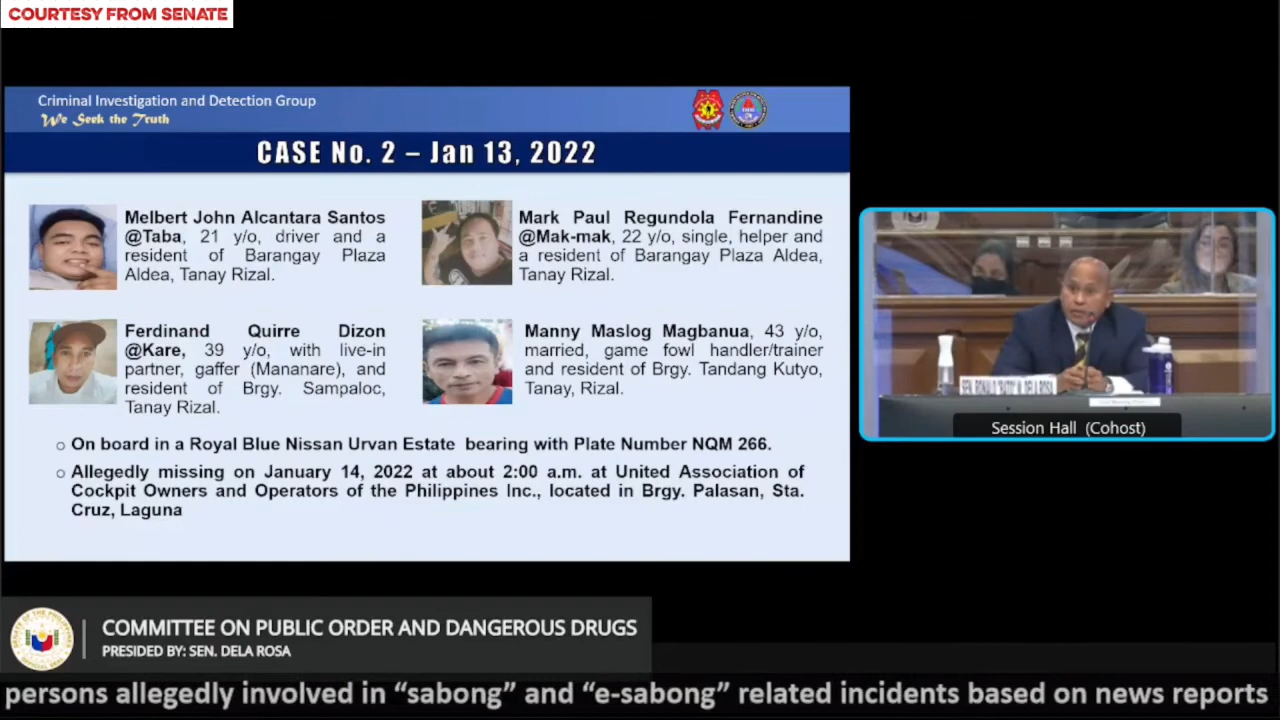 COURTESY FROM SENATE
Criminal Investigation and Detection Group
We Seek the Truth
CASE No. 2 – Jan 13, 2022
Melbert John Alcantara Santos
@Taba, 21 y/o, driver and a
resident of Barangay Plaza
Aldea, Tanay Rizal.
Mark Paul Regundola Fernandine
@Mak-mak, 22 y/o, single, helper and
a resident of Barangay Plaza Aldea,
Tanay Rizal.
Ferdinand Quirre Dizon
@Kare, 39 y/o, with live-in
partner, gaffer (Mananare), and
resident of Brgy. Sampaloc,
Tanay Rizal.
Manny Maslog Magbanua, 43 y/o,
married, game fowl handler/trainer
and resident of Brgy. Tandang Kutyo,
Tanay, Rizal.
○ On board in a Royal Blue Nissan Urvan Estate bearing with Plate Number NQM 266.
○ Allegedly missing on January 14, 2022 at about 2:00 a.m. at United Association of
Cockpit Owners and Operators of the Philippines Inc., located in Brgy. Palasan, Sta.
Cruz, Laguna
SEN. RONALD "BATO" M. DELA ROSA
Session Hall (Cohost)
COMMITTEE ON PUBLIC ORDER AND DANGEROUS DRUGS
PRESIDED BY: SEN. DELA ROSA
persons allegedly involved in “sabong” and “e-sabong” related incidents based on news reports